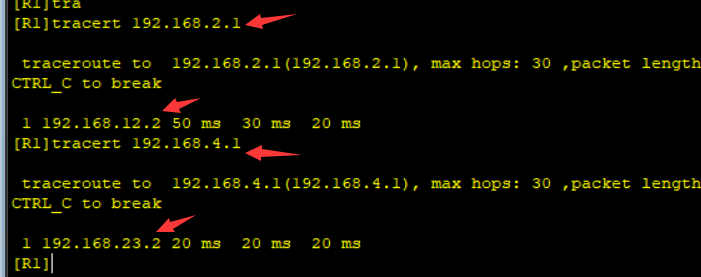 [R1]tra
[R1]tracert 192.168.2.1
traceroute to  192.168.2.1(192.168.2.1), max hops: 30 ,packet length
CTRL_C to break
1 192.168.12.2 50 ms  30 ms  20 ms
[R1]tracert 192.168.4.1
traceroute to  192.168.4.1(192.168.4.1), max hops: 30 ,packet length
CTRL_C to break
1 192.168.23.2 20 ms  20 ms  20 ms
[R1]